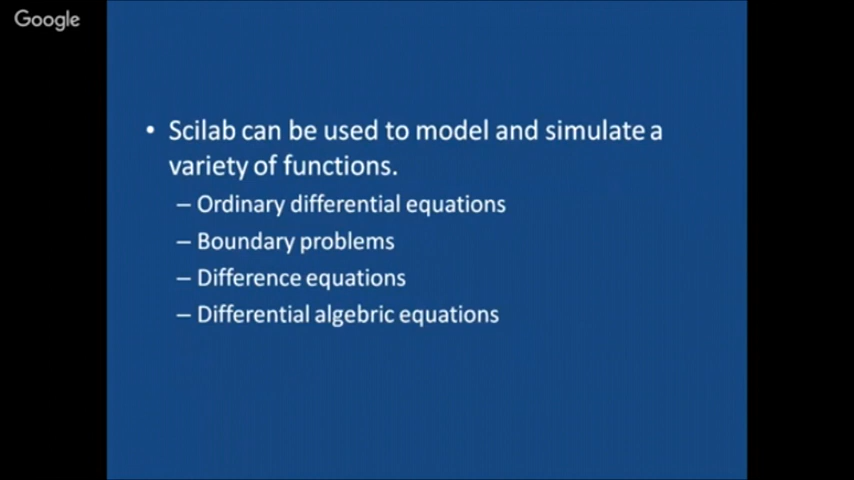 Google
• Scilab can be used to model and simulate a
variety of functions.
– Ordinary differential equations
– Boundary problems
– Difference equations
– Differential algebric equations